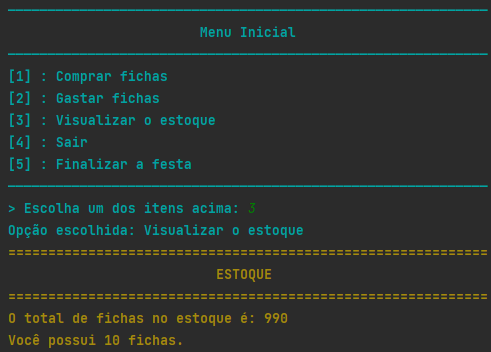 Menu Inicial
[1] : Comprar fichas
[2] : Gastar fichas
[3] : Visualizar o estoque
[4] : Sair
[5] : Finalizar a festa
> Escolha um dos itens acima: 3
Opção escolhida: Visualizar o estoque
============================================================
ESTOQUE
============================================================
O total de fichas no estoque é: 990
Você possui 10 fichas.